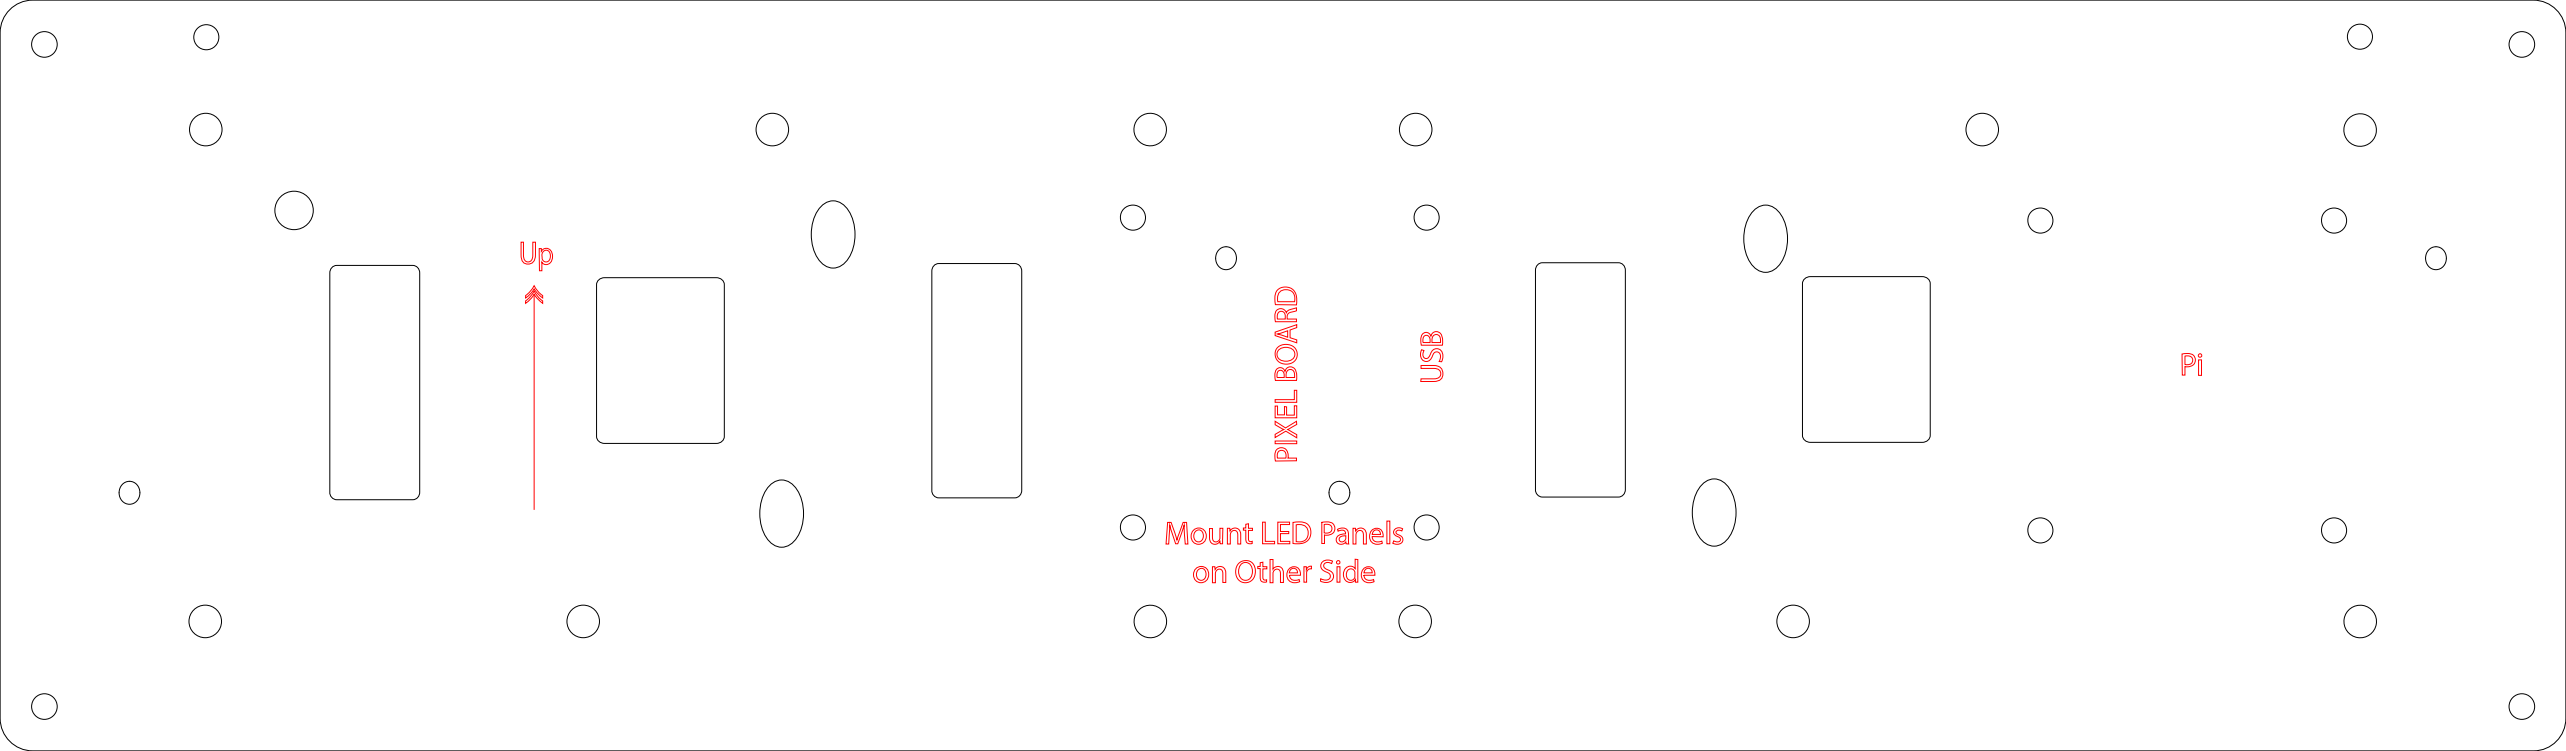 Up
PIXEL BOARD
USB
Pi
Mount LED Panels
on Other Side